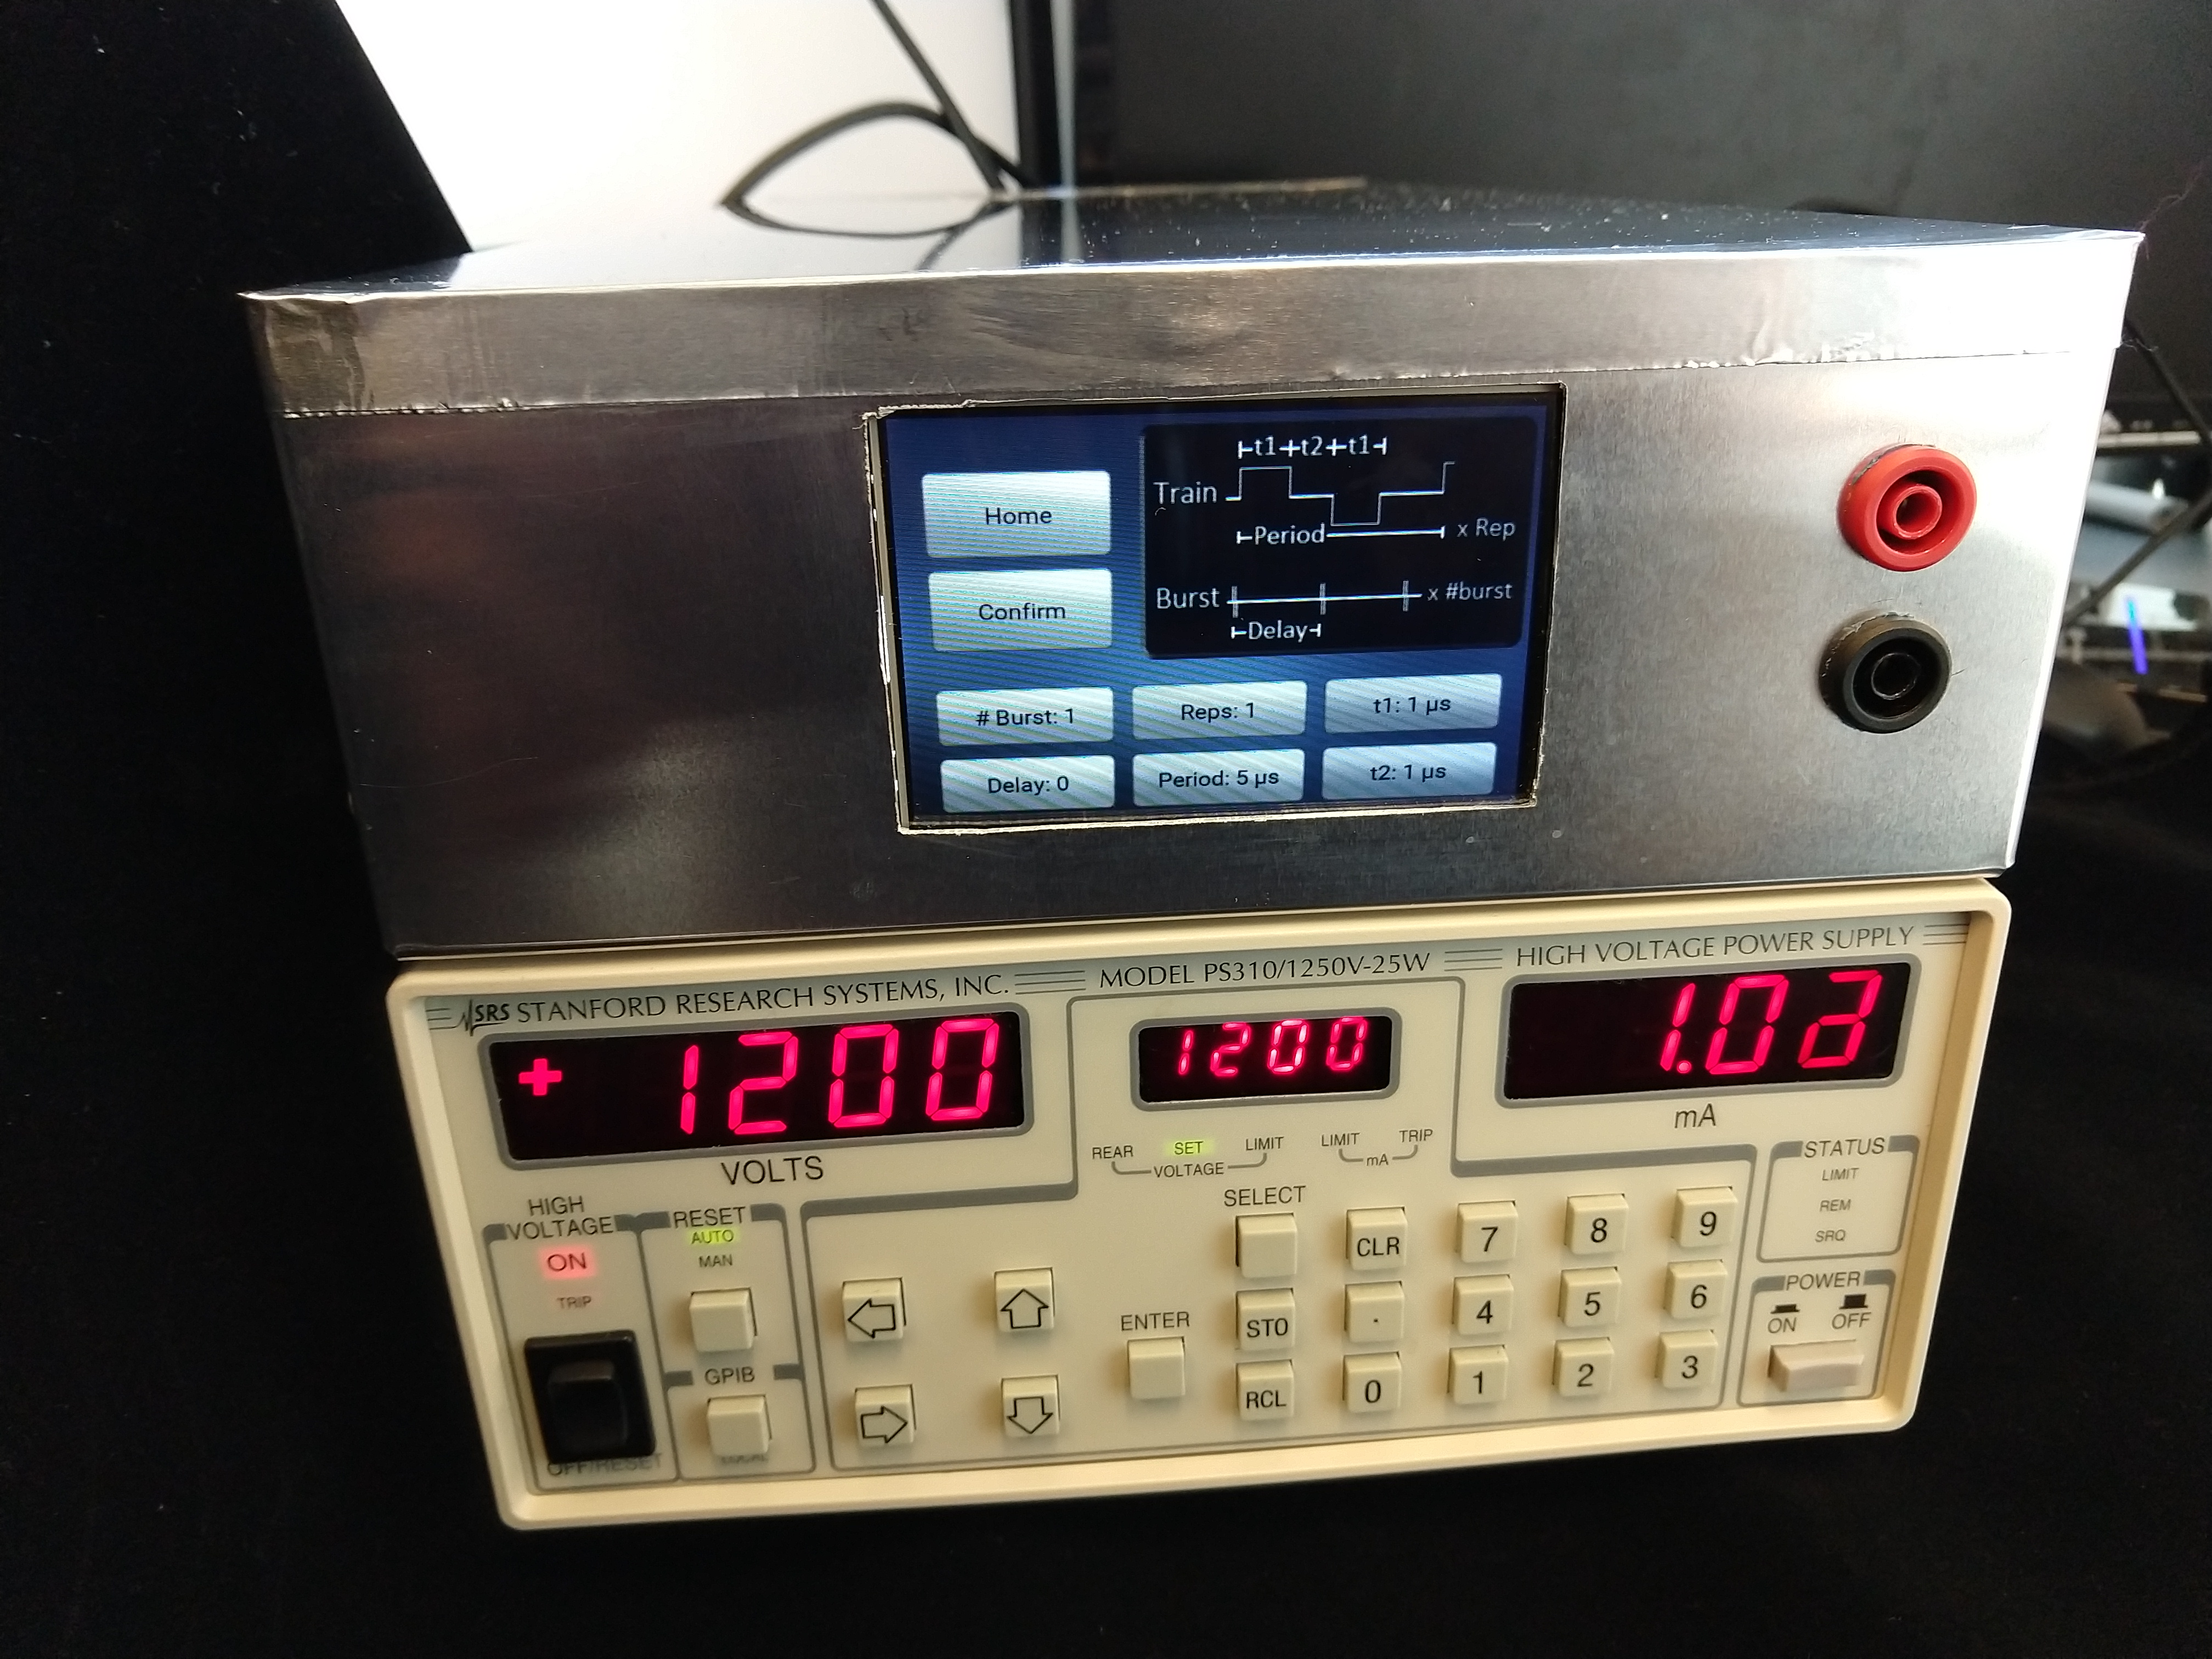 t1 t2 t1
Train
Period x Rep
Burst x #burst
Delay
Home
Confirm
# Burst: 1 Reps: 1 t1: 1 µs
Delay: 0 Period: 5 µs t2: 1 µs
SRS STANFORD RESEARCH SYSTEMS, INC. MODEL PS310/1250V-25W HIGH VOLTAGE POWER SUPPLY
+ 1200
VOLTS
1200
REAR SET LIMIT
VOLTAGE
LIMIT TRIP
mA
mA
HIGH
VOLTAGE
ON
TRIP
OFF/RESET
RESET
AUTO
MAN
GPIB
LOCAL
SELECT
CLR 7 8 9
ENTER
STO . 4 5 6
RCL 0 1 2 3
STATUS
LIMIT
REM
SRQ
POWER
ON OFF